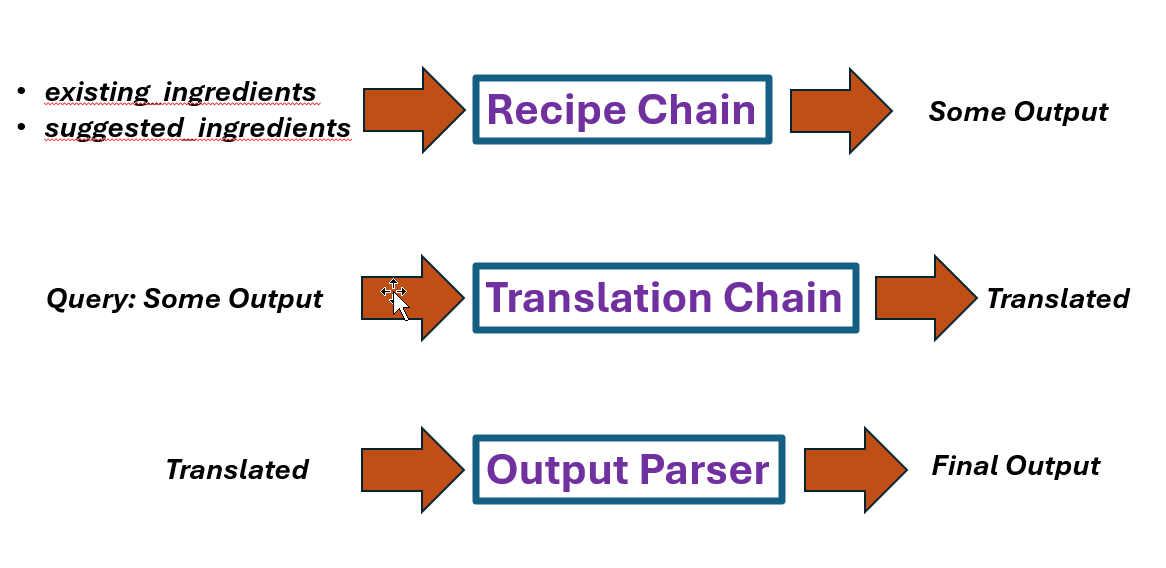 • existing_ingredients
• suggested_ingredients
Recipe Chain
Some Output
Query: Some Output
Translation Chain
Translated
Translated
Output Parser
Final Output